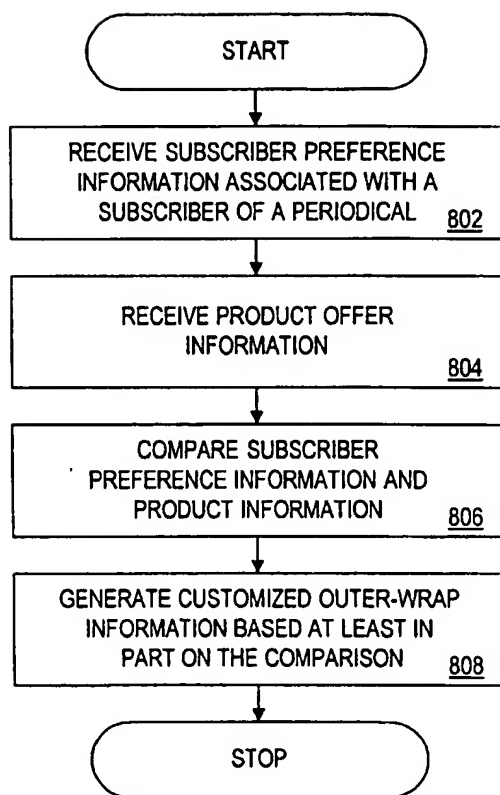 START
RECEIVE SUBSCRIBER PREFERENCE
INFORMATION ASSOCIATED WITH A
SUBSCRIBER OF A PERIODICAL
802
RECEIVE PRODUCT OFFER
INFORMATION
804
COMPARE SUBSCRIBER
PREFERENCE INFORMATION AND
PRODUCT INFORMATION
806
GENERATE CUSTOMIZED OUTER-WRAP
INFORMATION BASED AT LEAST IN
PART ON THE COMPARISON
808
STOP